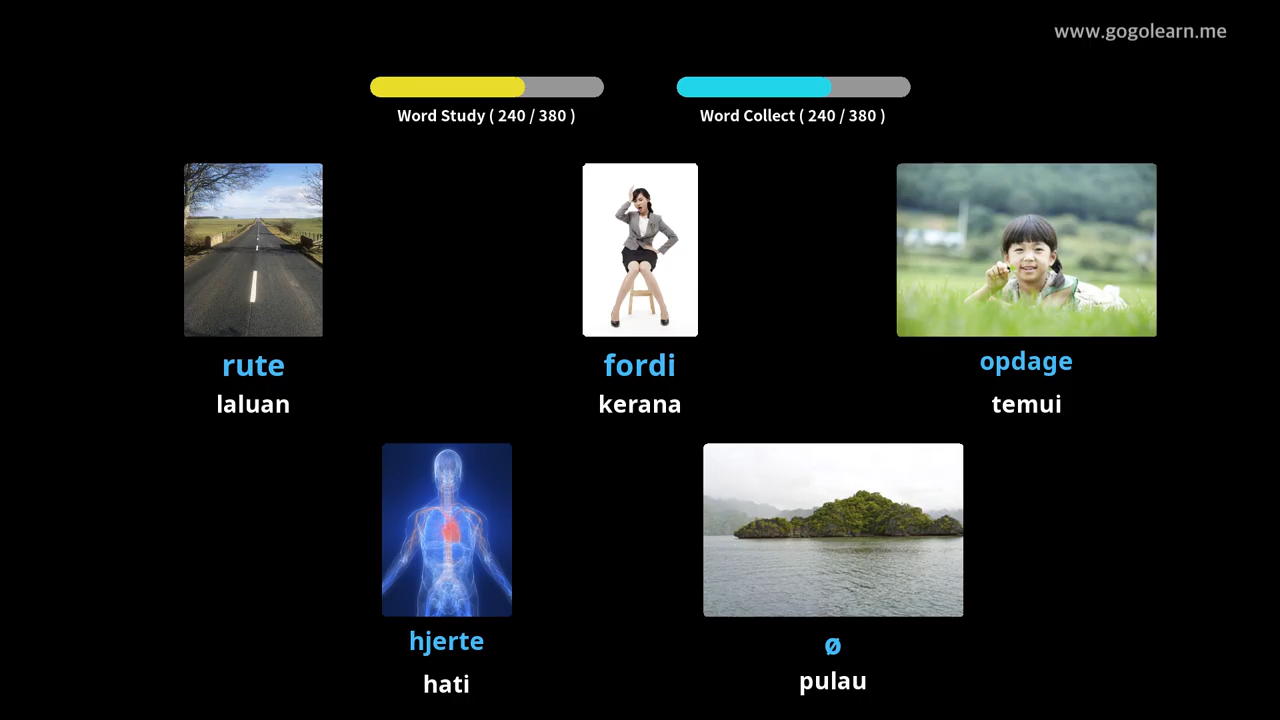 www.gogolearn.me
Word Study ( 240 / 380 )
Word Collect ( 240 / 380 )
rute
laluan
fordi
kerana
opdage
temui
hjerte
hati
ø
pulau